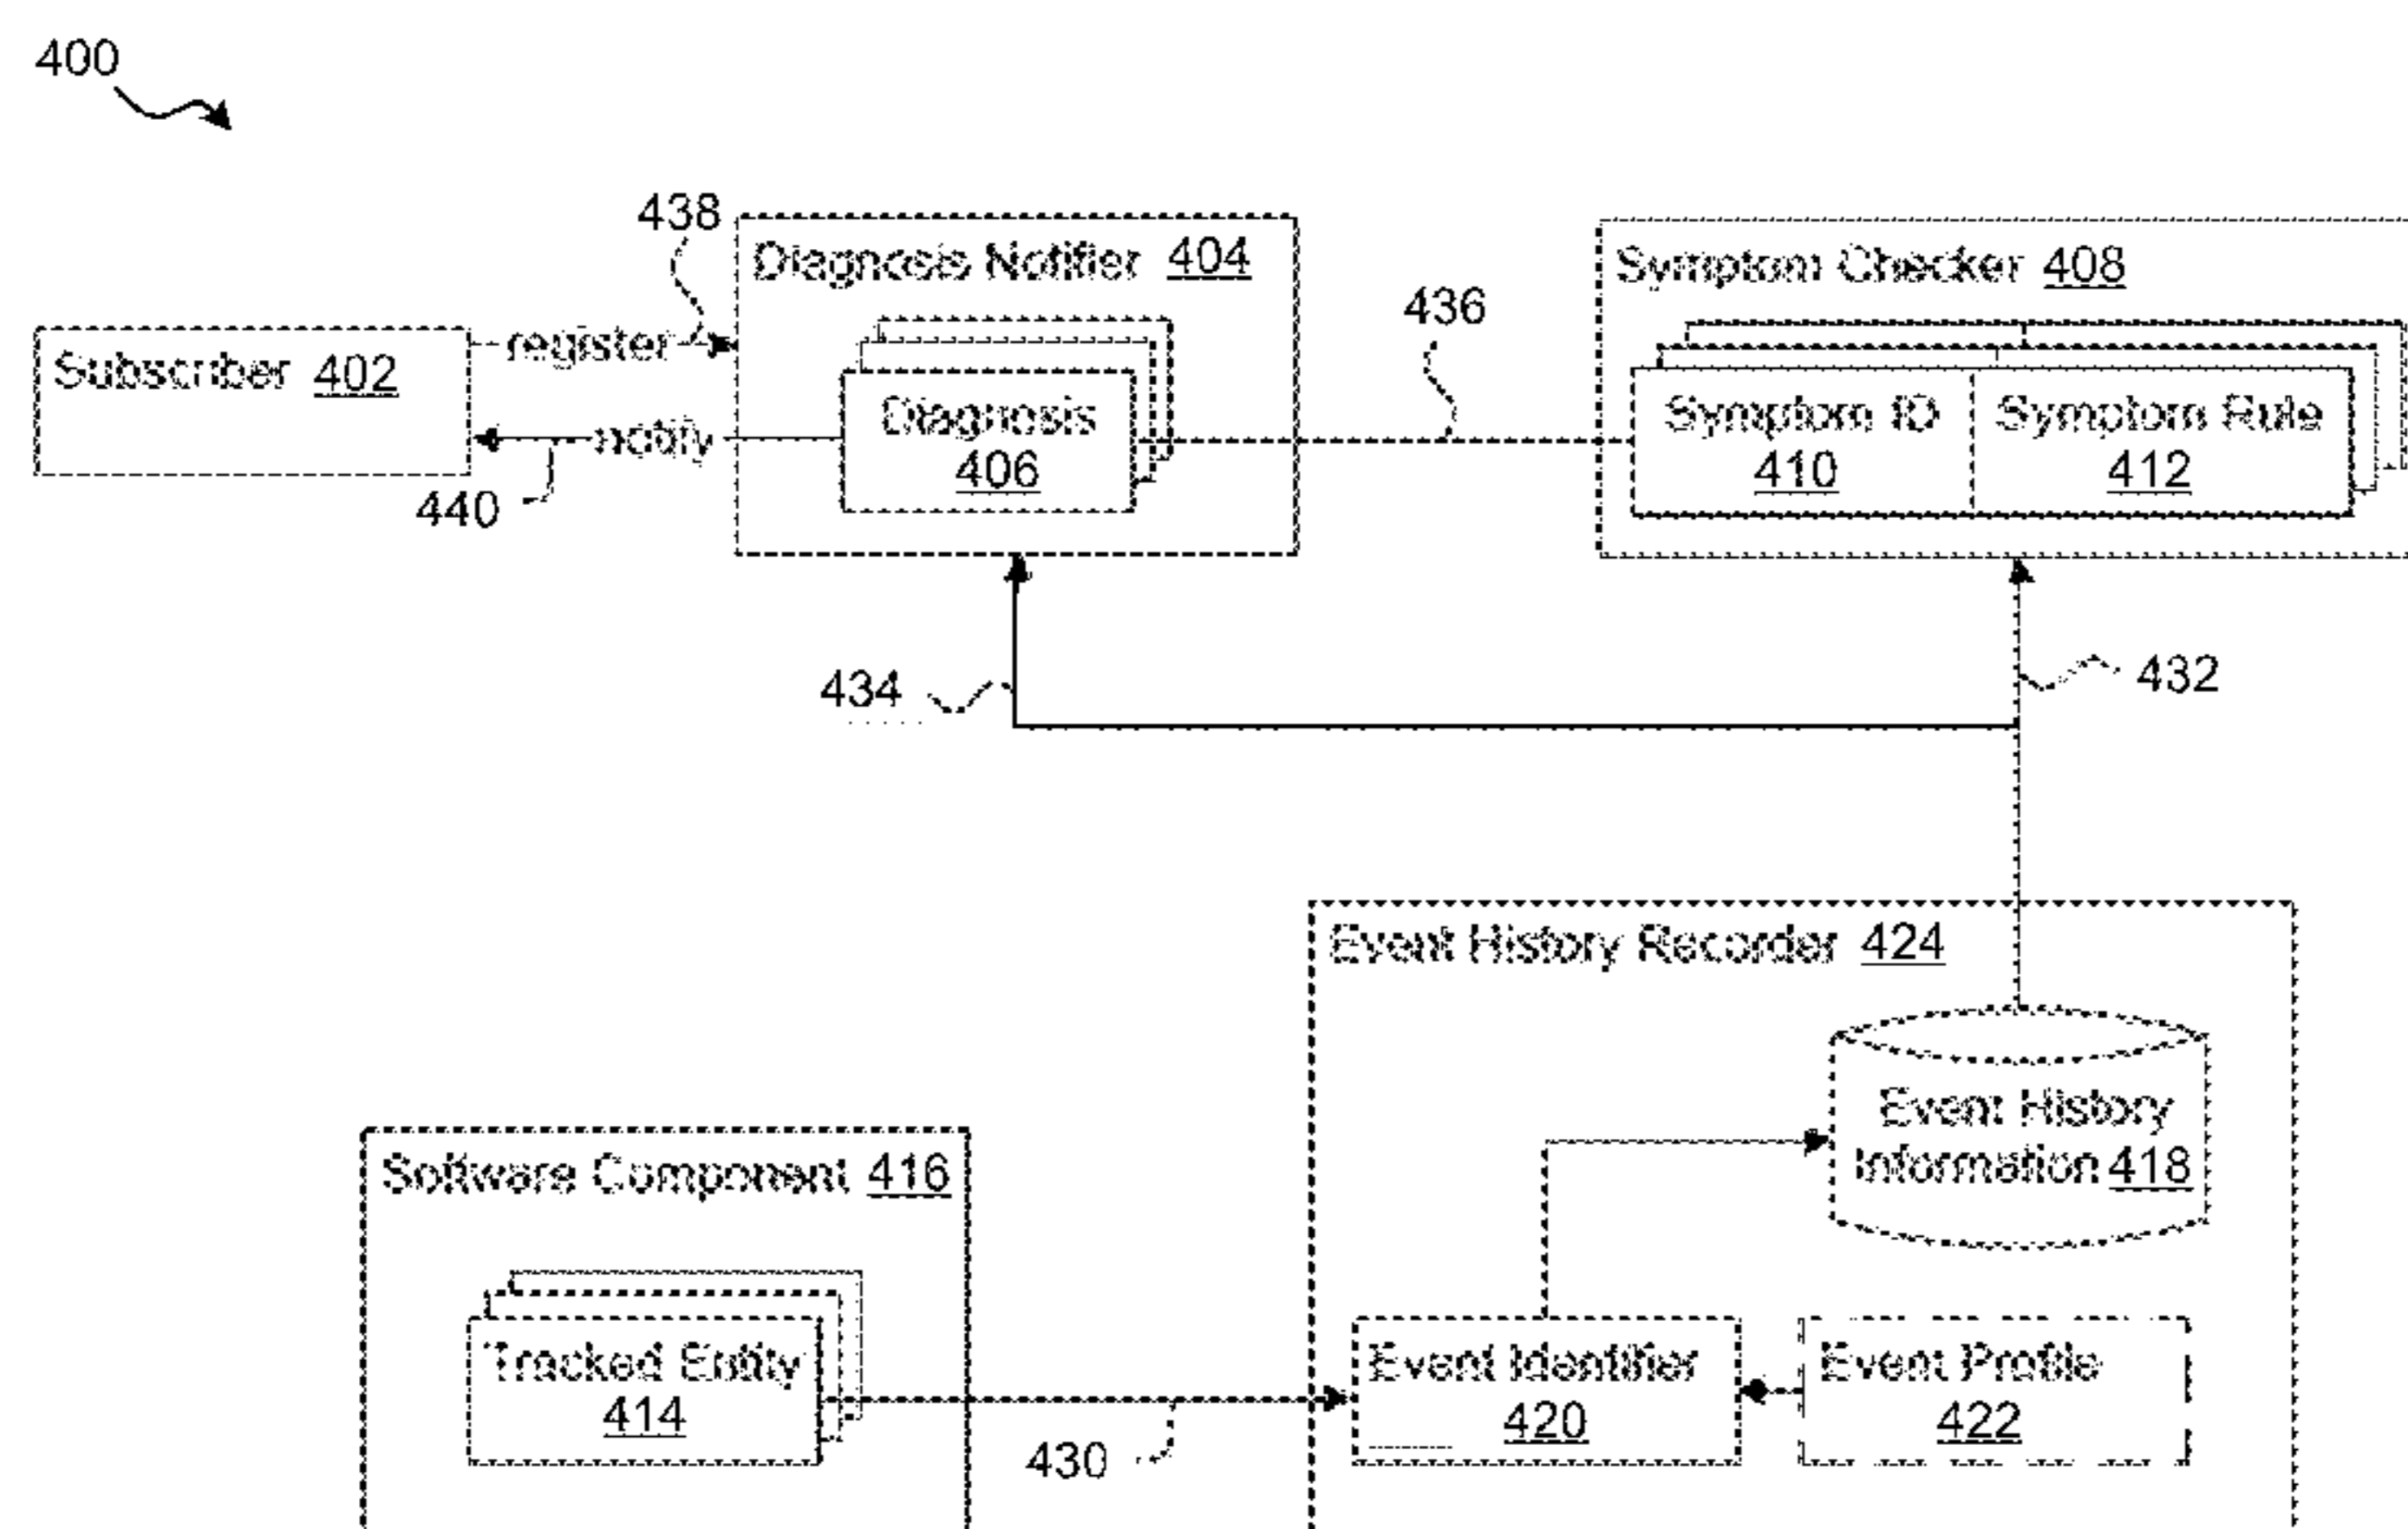 400
438
Diagnosis Notifier 404
Symptom Checker 408
436
register
Subscriber 402
notify
440
Diagnosis
406
Symptom ID
410
Symptom Rule
412
434
432
Event History Recorder 424
Event History
Information 418
Software Component 416
Tracked Entity
414
430
Event Identifier
420
Event Profile
422